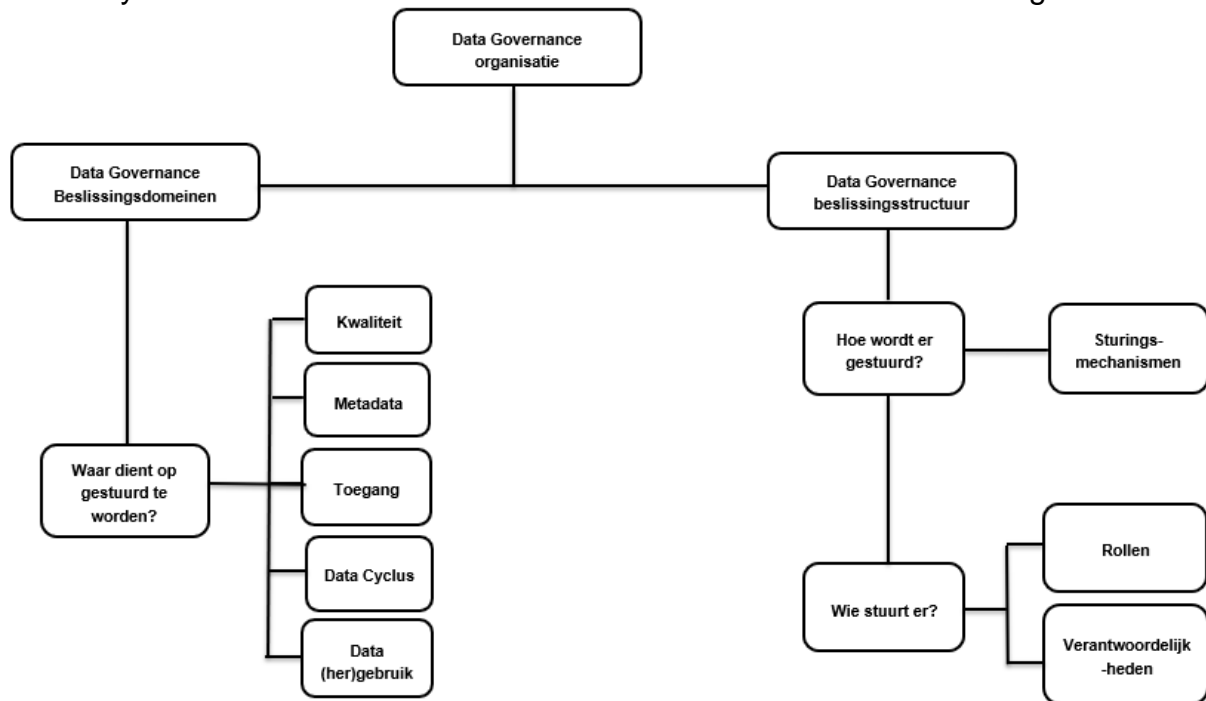 Data Governance
organisatie
Data Governance
Beslissingsdomeinen
Data Governance
beslissingsstructuur
Kwaliteit
Metadata
Waar dient op
gestuurd te
worden?
Toegang
Data Cyclus
Data
(her)gebruik
Hoe wordt er
gestuurd?
Sturings-
mechanismen
Wie stuurt er?
Rollen
Verantwoordelijk
-heden